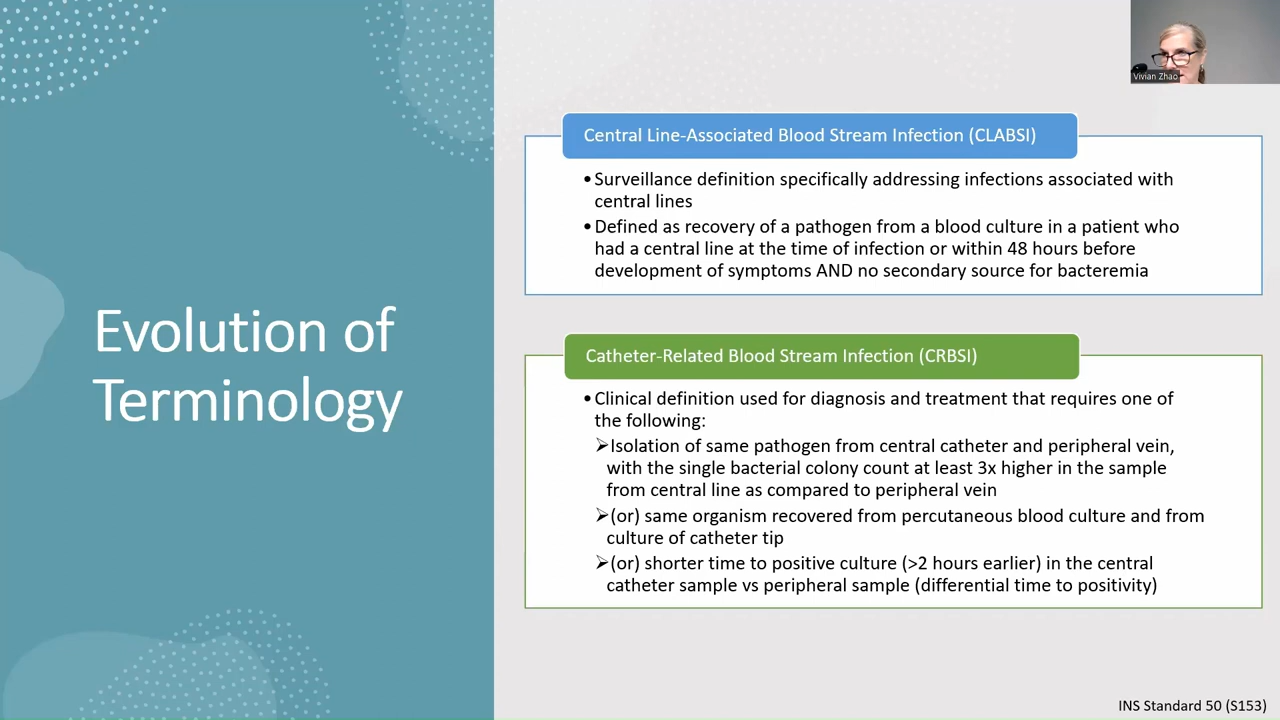 Vivian Zhao
Evolution of
Terminology
Central Line-Associated Blood Stream Infection (CLABSI)
•Surveillance definition specifically addressing infections associated with
central lines
•Defined as recovery of a pathogen from a blood culture in a patient who
had a central line at the time of infection or within 48 hours before
development of symptoms AND no secondary source for bacteremia
Catheter-Related Blood Stream Infection (CRBSI)
•Clinical definition used for diagnosis and treatment that requires one of
the following:
➢Isolation of same pathogen from central catheter and peripheral vein,
with the single bacterial colony count at least 3x higher in the sample
from central line as compared to peripheral vein
➢(or) same organism recovered from percutaneous blood culture and from
culture of catheter tip
➢(or) shorter time to positive culture (>2 hours earlier) in the central
catheter sample vs peripheral sample (differential time to positivity)
INS Standard 50 (S153)